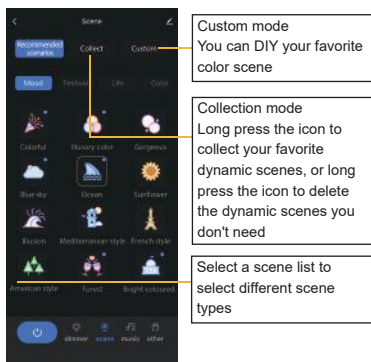 Scene
Recommended
scenarios
Collect
Custom
Mood
Festival
Life
Color
Colorful
Illusory color
Gorgeous
Blue sky
Ocean
Sunflower
Illusion
Mediterranean style
French style
American style
Forest
Bright-coloured
dimmer
scene
music
other
Custom mode
You can DIY your favorite
color scene
Collection mode
Long press the icon to
collect your favorite
dynamic scenes, or long
press the icon to delete
the dynamic scenes you
don't need
Select a scene list to
select different scene
types